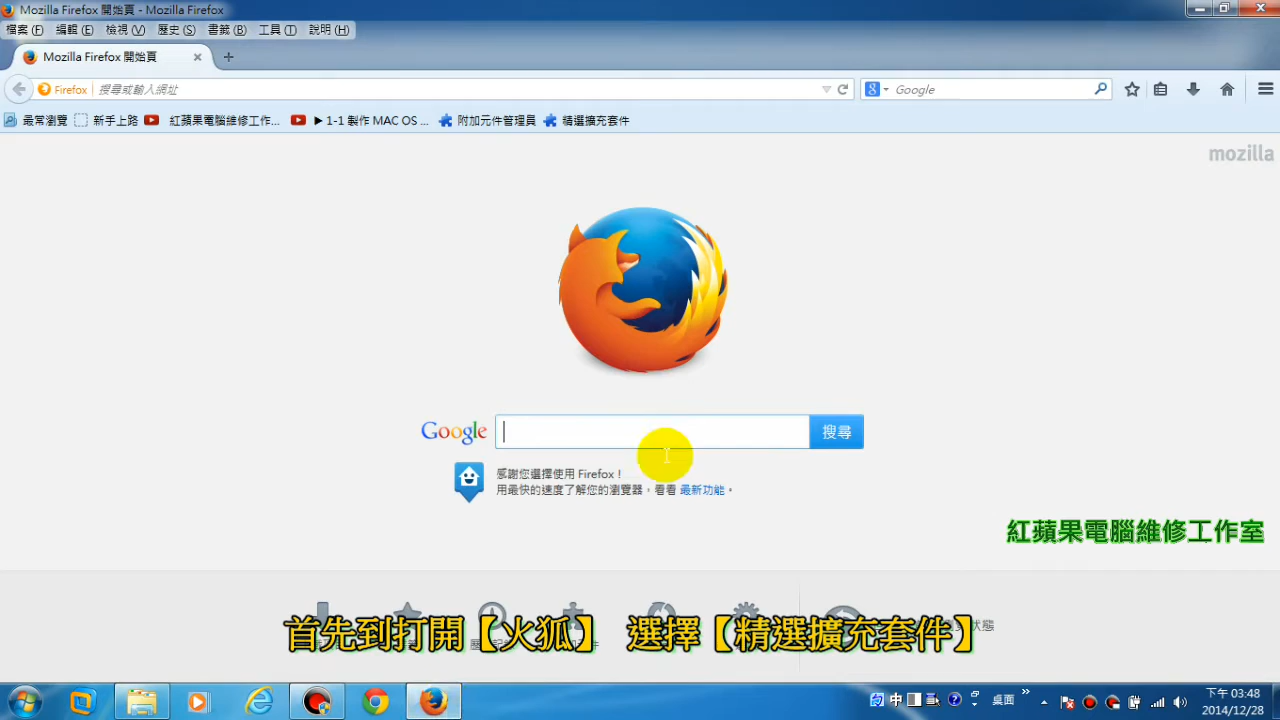 Mozilla Firefox 開始頁 - Mozilla Firefox
檔案(F) 編輯(E) 檢視(V) 歷史(S) 書籤(B) 工具(T) 說明(H)
Mozilla Firefox 開始頁
Firefox 搜尋或輸入網址
Google
最常瀏覽 新手上路 紅蘋果電腦維修工作... ▶ 1-1 製作 MAC OS ... 附加元件管理員 精選擴充套件
mozilla
Google
搜尋
感謝您選擇使用 Firefox!
用最快的速度了解您的瀏覽器,看看 最新功能。
紅蘋果電腦維修工作室
首先到打開【火狐】 選擇【精選擴充套件】
狀態
中
桌面
下午 03:48
2014/12/28